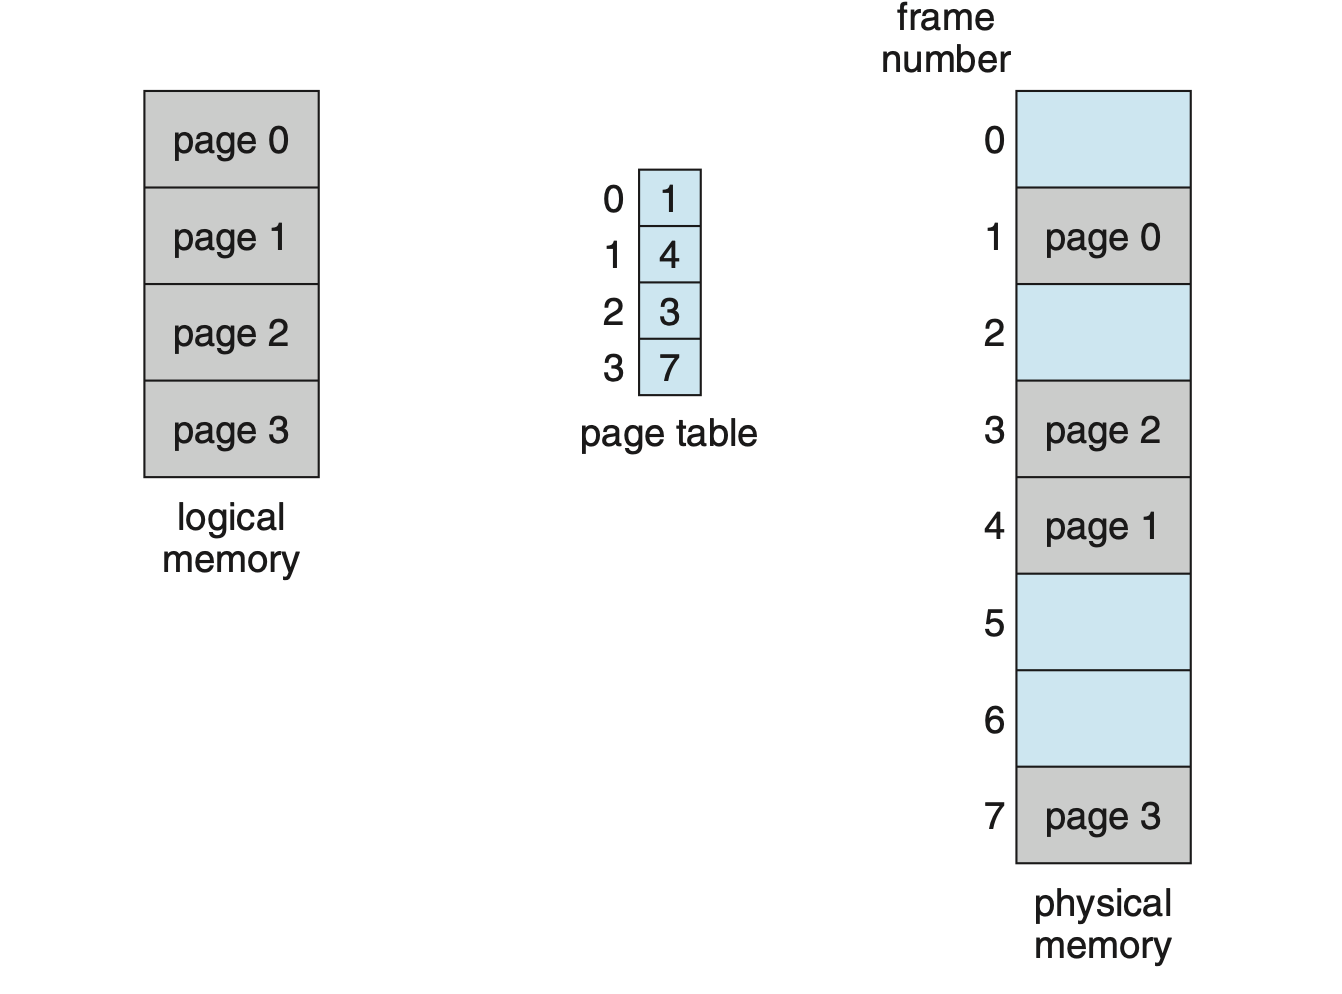 page 0
page 1
page 2
page 3
logical
memory
0 1
1 4
2 3
3 7
page table
frame
number
0
1 page 0
2
3 page 2
4 page 1
5
6
7 page 3
physical
memory